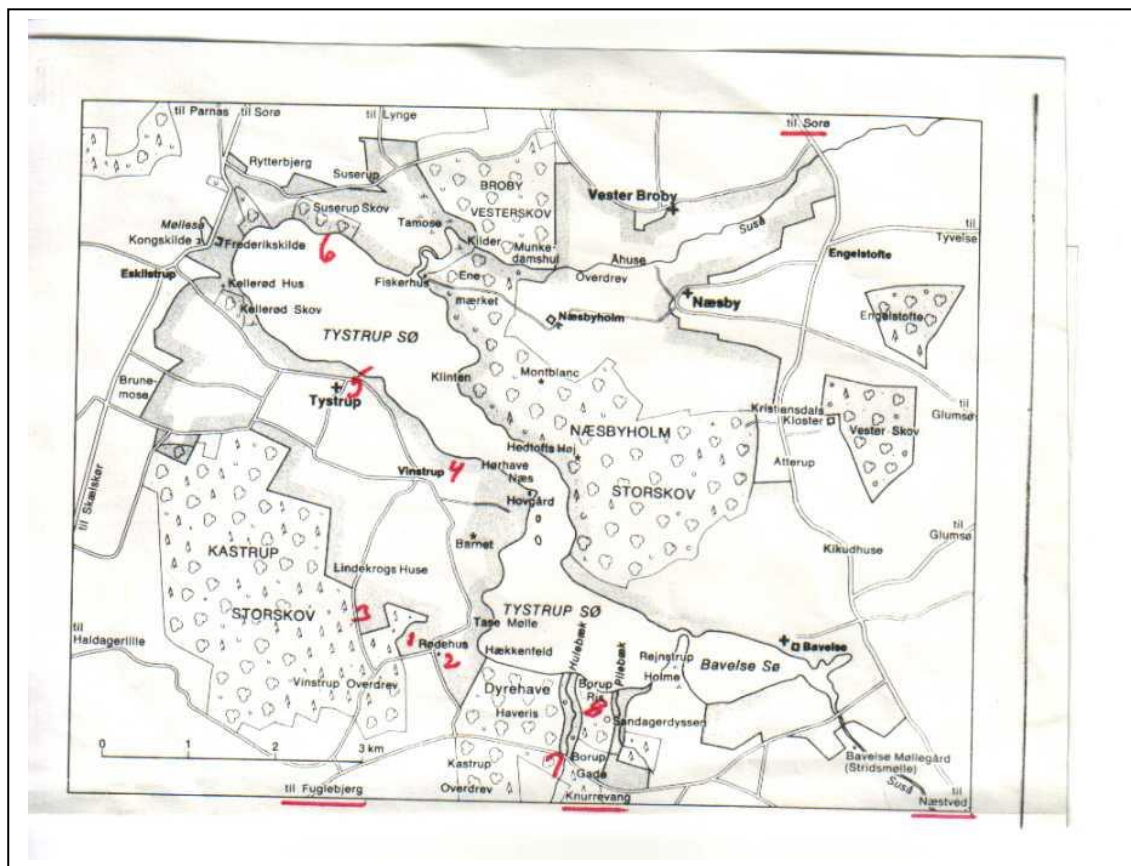 til Parnas
til Sorø
til Lynge
til Sorø
Rytterbjerg
Suserup
BROBY
VESTERSKOV
Vester Broby
Suserup Skov
Tamose
Suså
til
Tyvelse
Mølleså
Kongskilde
Frederikskilde
6
Kilder
Munke-
damshul
Åhuse
Overdrev
Engelstofte
Eskilstrup
Fiskerhus
Ene
mærket
Kellerød Hus
Kellerød Skov
Næsbyholm
Næsby
Engelstofte
TYSTRUP SØ
Klinten
Montblanc
Brune-
mose
5
Tystrup
til
Glumsø
Kristiansdals
Kloster
Vester Skov
NÆSBYHOLM
STORSKOV
Hedtofts Høj
Atterup
Vinstrup
4
Hørhave
Næs
Hovgård
til Skælskør
Barnet
til
Glumsø
Kikudhuse
KASTRUP
STORSKOV
Lindekrogs Huse
3
TYSTRUP SØ
Tase Mølle
til
Haldagerlille
1
Rødehus
2
Hækkenfeld
Hulebæk
Pilebæk
Rejnstrup
Holme
Bavelse Sø
Bavelse
Vinstrup Overdrev
Dyrehave
Haveris
Borup
Ris
8
Sandagerdyssen
0 1 2 3 km
Kastrup
Overdrev
7
Borup
Gade
Bavelse Møllegård
(Stridsmølle)
Suså
til Fuglebjerg
Knurrevang
til
Næstved